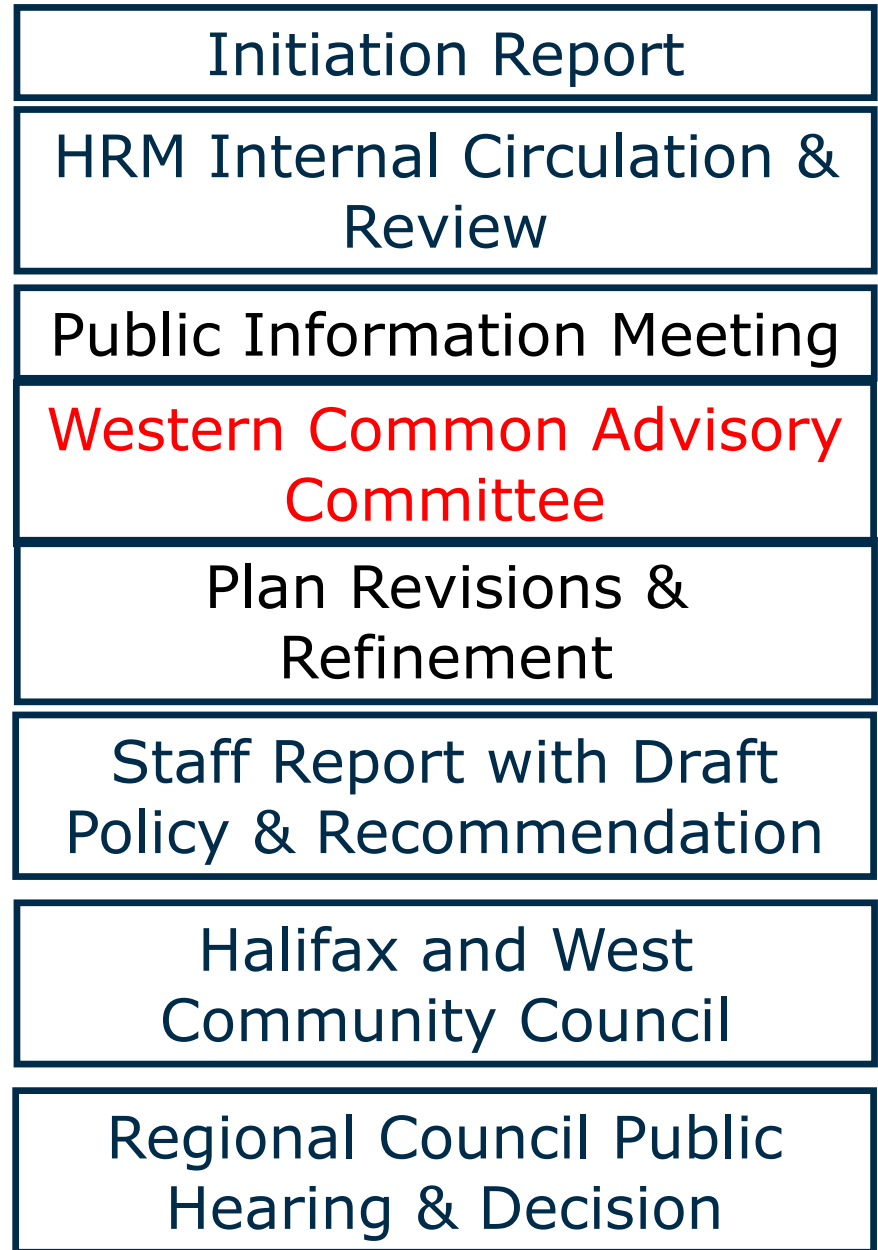 Initiation Report
HRM Internal Circulation &
Review
Public Information Meeting
Western Common Advisory
Committee
Plan Revisions &
Refinement
Staff Report with Draft
Policy & Recommendation
Halifax and West
Community Council
Regional Council Public
Hearing & Decision